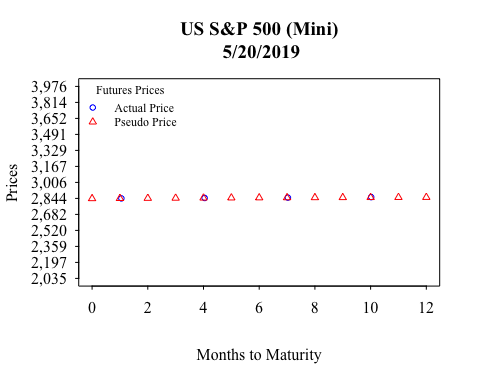 US S&P 500 (Mini)
5/20/2019
Futures Prices
Actual Price
Pseudo Price
Prices
3,976
3,814
3,652
3,491
3,329
3,167
3,006
2,844
2,682
2,520
2,359
2,197
2,035
0 2 4 6 8 10 12
Months to Maturity